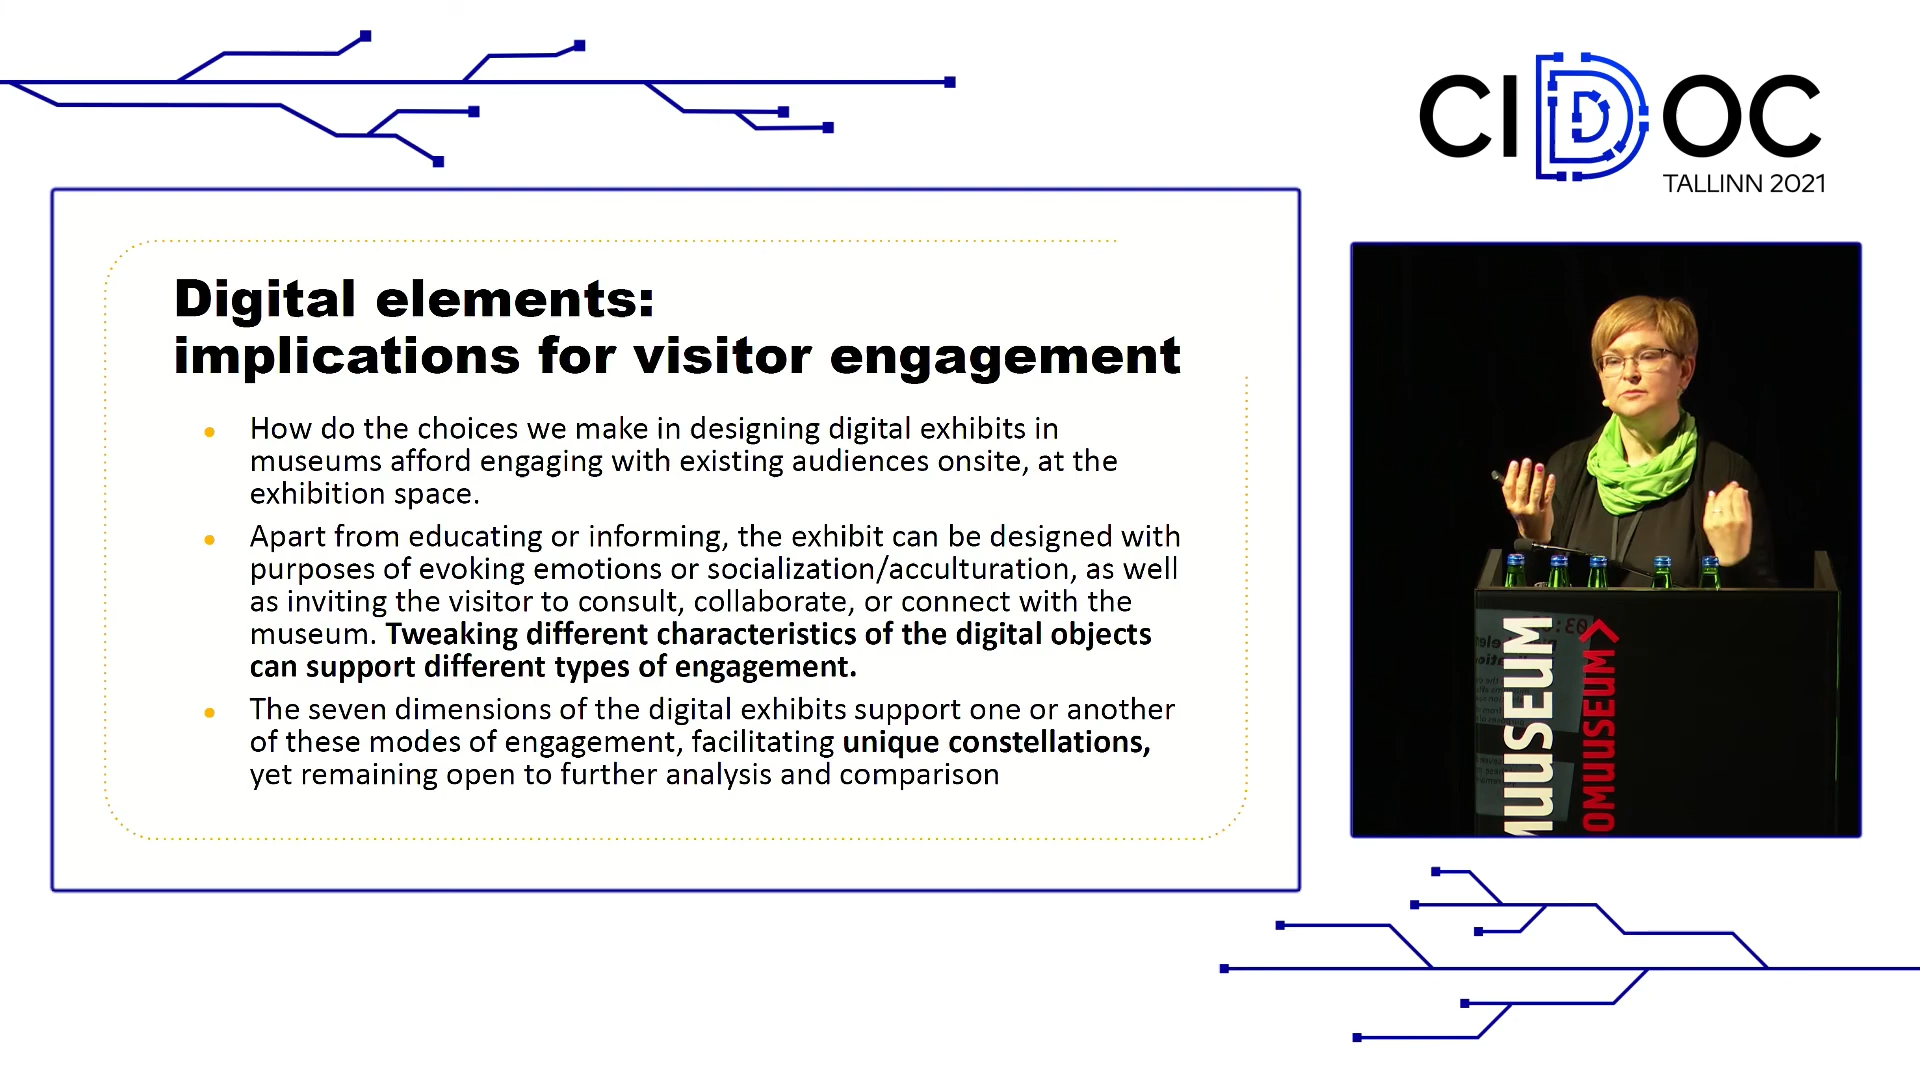 CIDOC
TALLINN 2021
Digital elements:
implications for visitor engagement
• How do the choices we make in designing digital exhibits in
museums afford engaging with existing audiences onsite, at the
exhibition space.
• Apart from educating or informing, the exhibit can be designed with
purposes of evoking emotions or socialization/acculturation, as well
as inviting the visitor to consult, collaborate, or connect with the
museum. Tweaking different characteristics of the digital objects
can support different types of engagement.
• The seven dimensions of the digital exhibits support one or another
of these modes of engagement, facilitating unique constellations,
yet remaining open to further analysis and comparison
MUUSEUM
OMUUSEUM